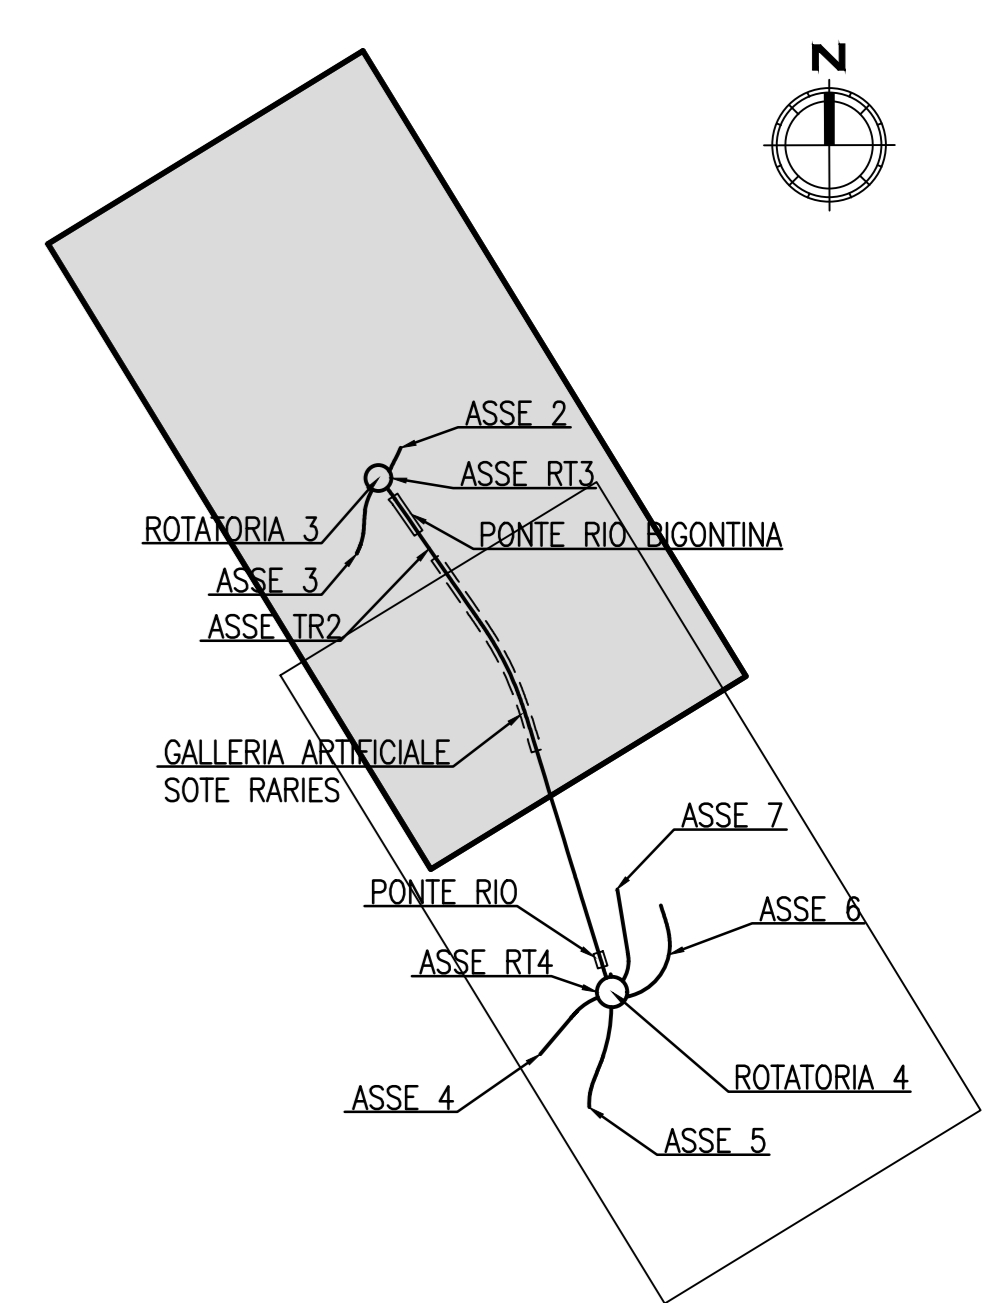 N
ASSE 2
ASSE RT3
ROTATORIA 3
PONTE RIO BIGONTINA
ASSE 3
ASSE TR2
GALLERIA ARTIFICIALE
SOTE RARIES
ASSE 7
PONTE RIO
ASSE 6
ASSE RT4
ROTATORIA 4
ASSE 4
ASSE 5